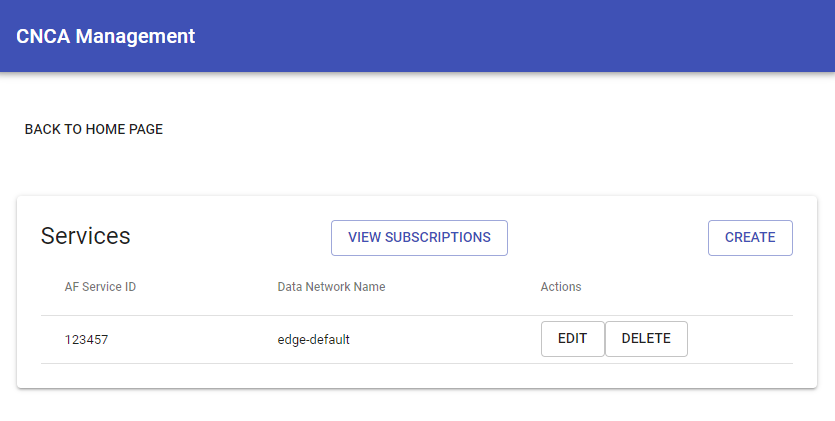 CNCA Management
BACK TO HOME PAGE
Services VIEW SUBSCRIPTIONS CREATE
AF Service ID Data Network Name Actions
123457 edge-default EDIT DELETE